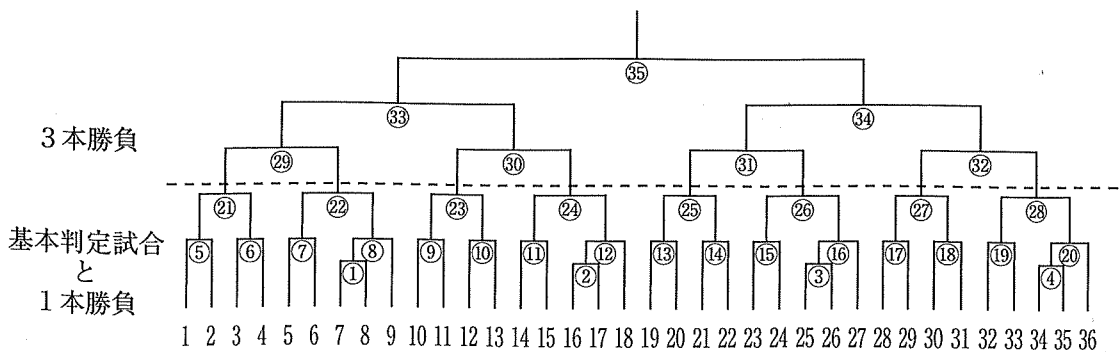 ㉟
㉝ ㉞
3本勝負
㉙ ㉚ ㉛ ㉜
㉑ ㉒ ㉓ ㉔ ㉕ ㉖ ㉗ ㉘
基本判定試合
と
1本勝負
⑤ ⑥ ⑦ ⑧ ⑨ ⑩ ⑪ ⑫ ⑬ ⑭ ⑮ ⑯ ⑰ ⑱ ⑲ ⑳
① ② ③ ④
1 2 3 4 5 6 7 8 9 10 11 12 13 14 15 16 17 18 19 20 21 22 23 24 25 26 27 28 29 30 31 32 33 34 35 36